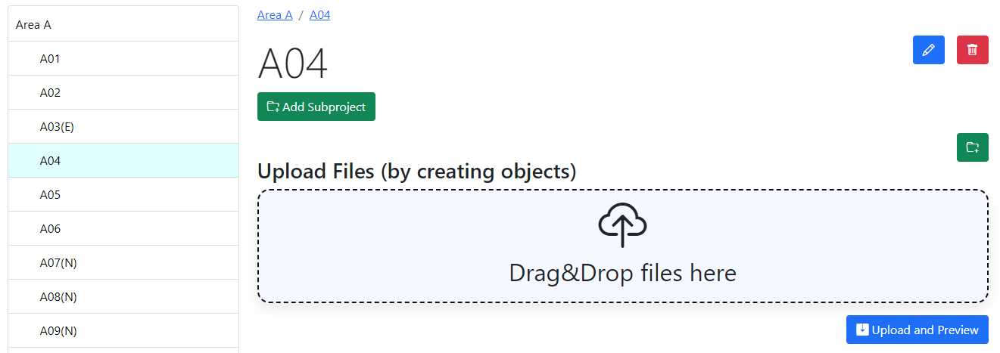 Area A
A01
A02
A03(E)
A04
A05
A06
A07(N)
A08(N)
A09(N)
Area A / A04
A04
Add Subproject
Upload Files (by creating objects)
Drag&Drop files here
Upload and Preview